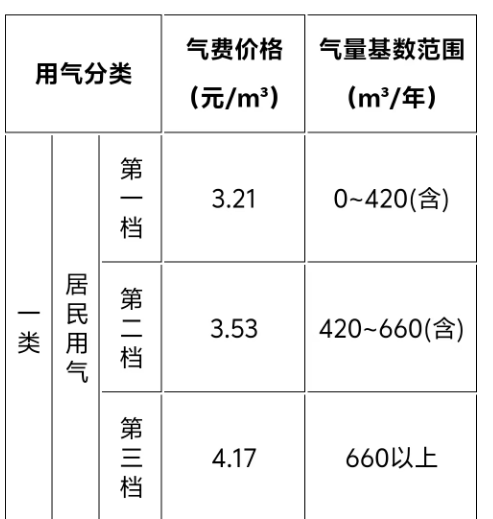 用气分类
气费价格
（元/m³）
气量基数范围
（m³/年）
一类
居民用气
第一档
3.21
0~420(含)
第二档
3.53
420~660(含)
第三档
4.17
660以上